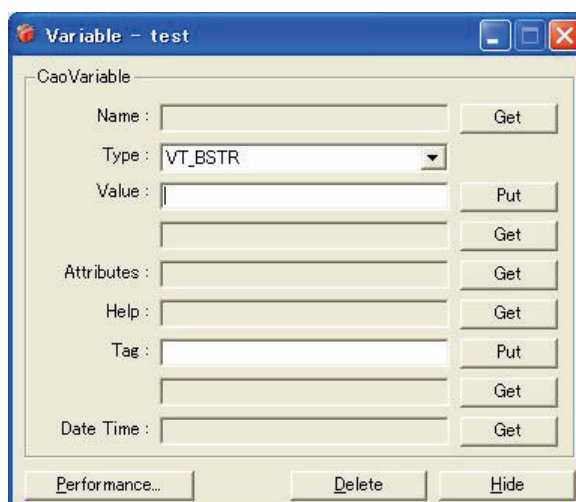 Variable - test
CaoVariable
Name : Get
Type : VT_BSTR
Value : Put
Get
Attributes : Get
Help : Get
Tag : Put
Get
Date Time : Get
Performance... Delete Hide